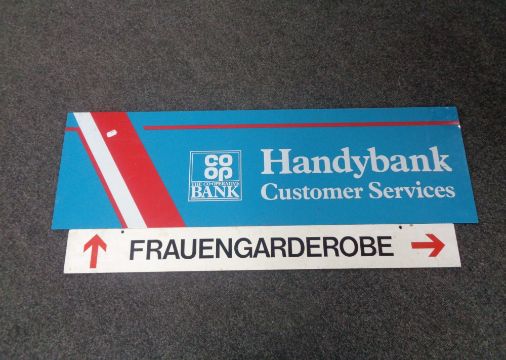 CO
OP
THE CO-OPERATIVE
BANK
Handybank
Customer Services
FRAUENGARDEROBE